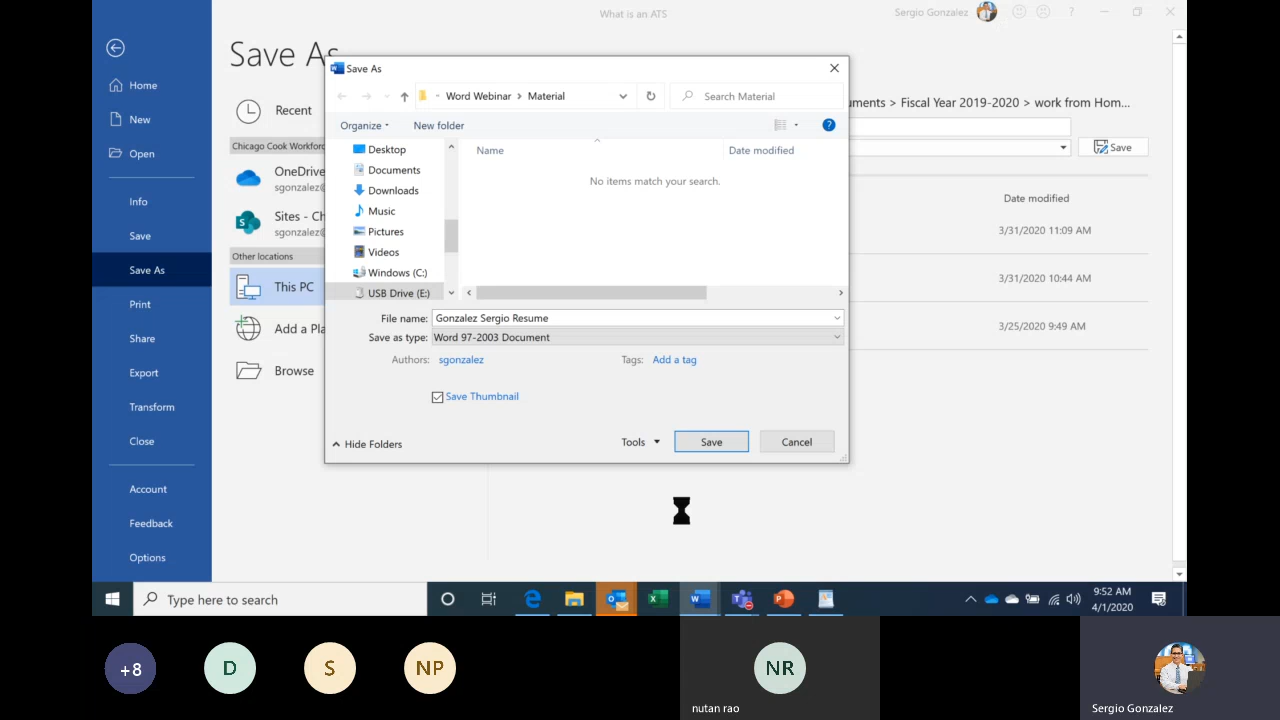 What is an ATS
Sergio Gonzalez
?
Save As
Home
New
Open
Info
Save
Save As
Print
Share
Export
Transform
Close
Account
Feedback
Options
Recent
Chicago Cook Workforc
OneDrive
sgonzalez@
Sites - Ch
sgonzalez@
Other locations
This PC
Add a Pla
Browse
uments > Fiscal Year 2019-2020 > work from Hom...
Save
Date modified
3/31/2020 11:09 AM
3/31/2020 10:44 AM
3/25/2020 9:49 AM
Save As
Word Webinar > Material
Search Material
Organize
New folder
?
Desktop
Documents
Downloads
Music
Pictures
Videos
Windows (C:)
USB Drive (E:)
Name
Date modified
No items match your search.
File name: Gonzalez Sergio Resume
Save as type: Word 97-2003 Document
Authors: sgonzalez
Tags: Add a tag
Save Thumbnail
Hide Folders
Tools
Save
Cancel
Type here to search
9:52 AM
4/1/2020
+8
D
S
NP
NR
nutan rao
Sergio Gonzalez